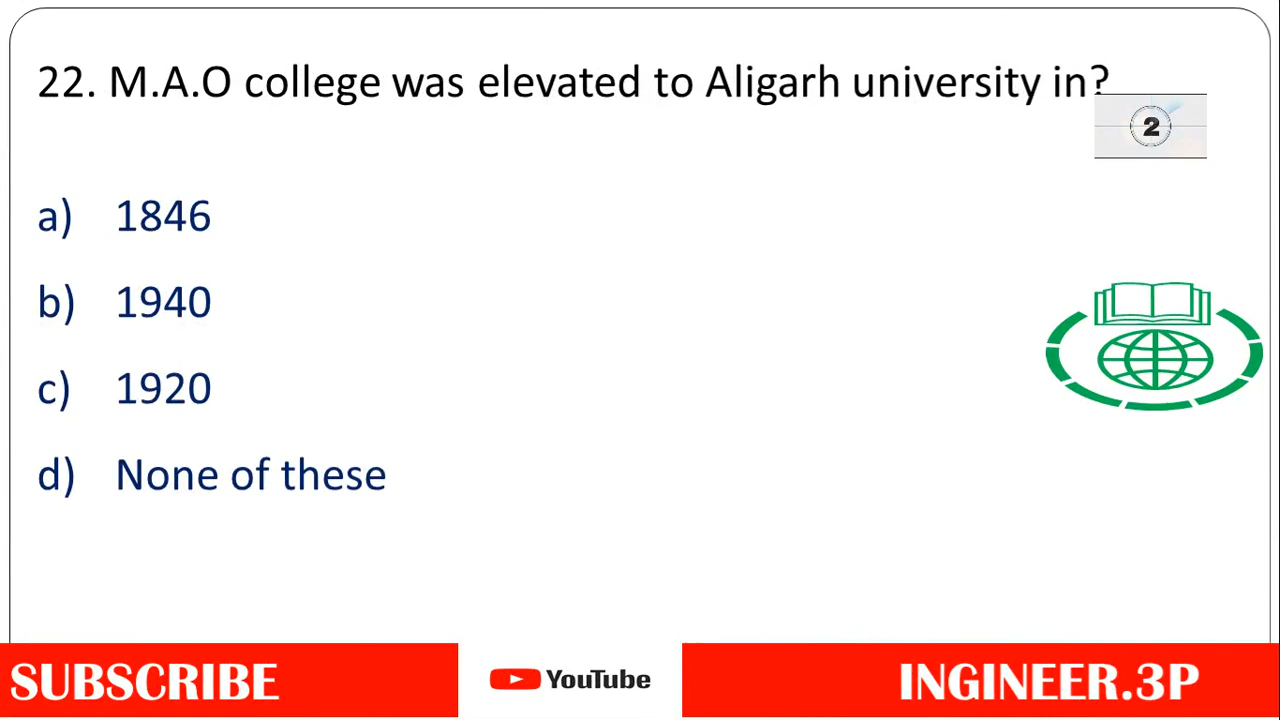 22. M.A.O college was elevated to Aligarh university in?
2
a) 1846
b) 1940
c) 1920
d) None of these
SUBSCRIBE
YouTube
INGINEER.3P